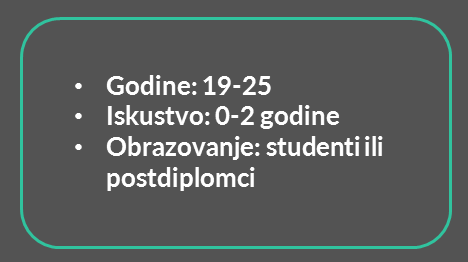 • Godine: 19-25
• Iskustvo: 0-2 godine
• Obrazovanje: studenti ili
postdiplomci